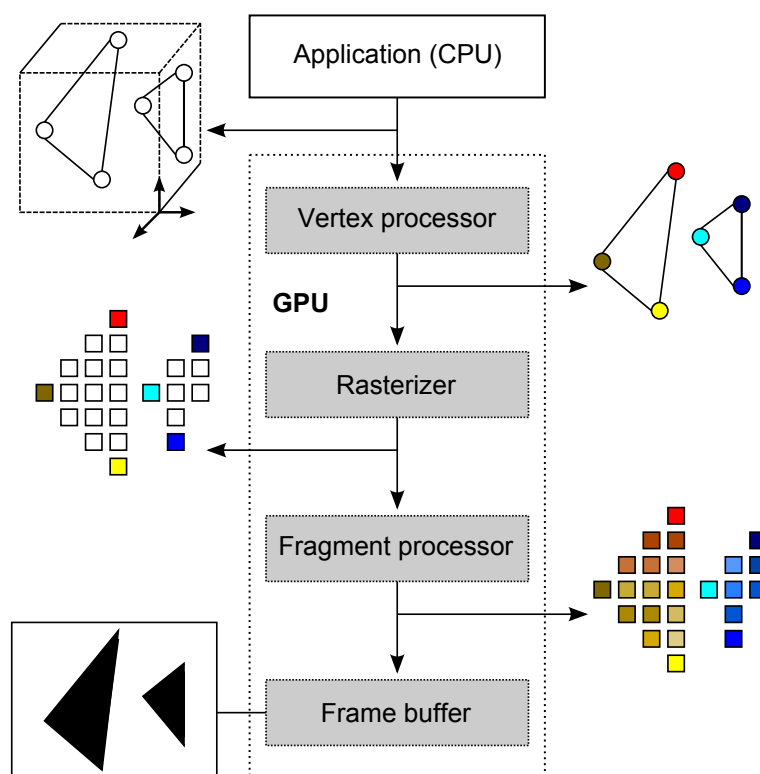 Application (CPU)
Vertex processor
GPU
Rasterizer
Fragment processor
Frame buffer